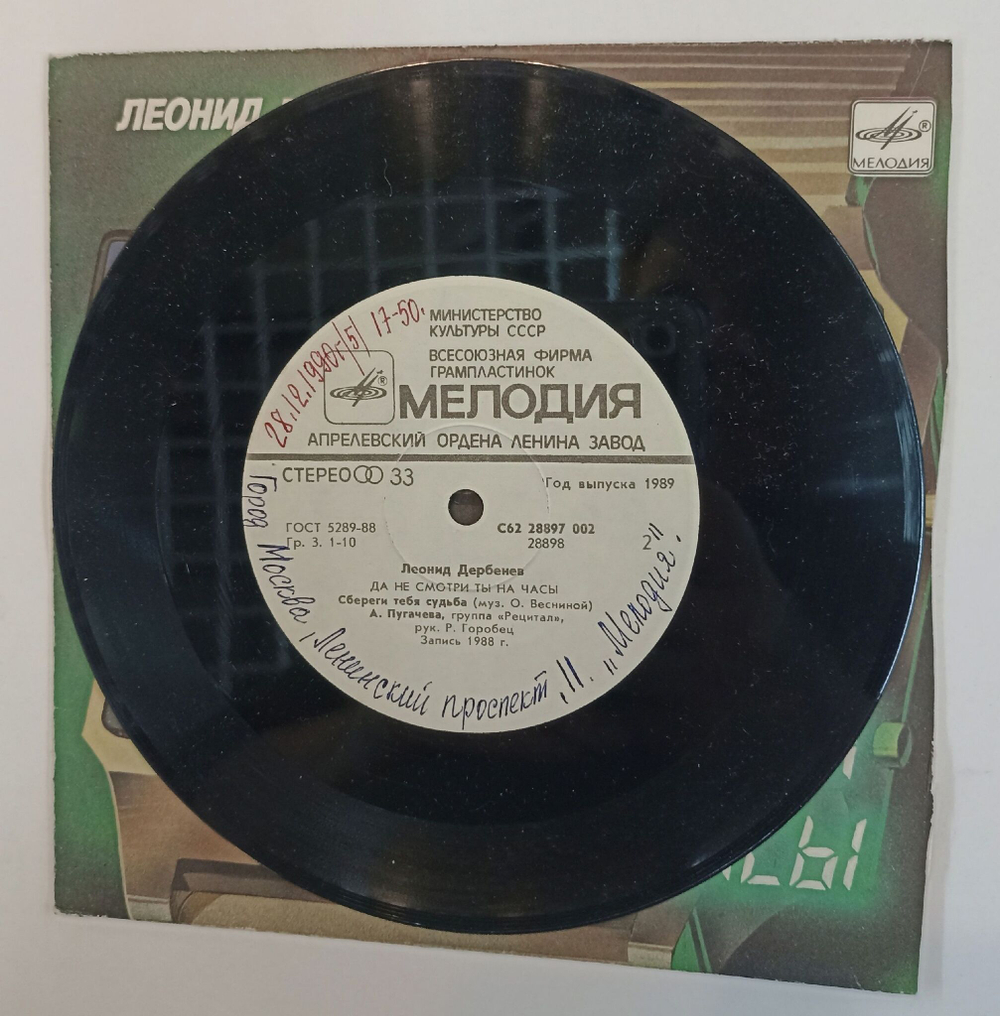 ЛЕОНИД
МЕЛОДИЯ
28.12.1990г./5/ 17-50.
МИНИСТЕРСТВО
КУЛЬТУРЫ СССР
ВСЕСОЮЗНАЯ ФИРМА
ГРАМПЛАСТИНОК
МЕЛОДИЯ
АПРЕЛЕВСКИЙ ОРДЕНА ЛЕНИНА ЗАВОД
СТЕРЕО 33
Год выпуска 1989
ГОСТ 5289-88
Гр. 3. 1-10
С62 28897 002
28898
Леонид Дербенев
ДА НЕ СМОТРИ ТЫ НА ЧАСЫ
Сбереги тебя судьба (муз. О. Весниной)
А. Пугачева, группа «Рецитал»,
рук. Р. Горобец
Запись 1988 г.
Город Москва, Ленинский проспект, 11. „Мелодия".
СЫ